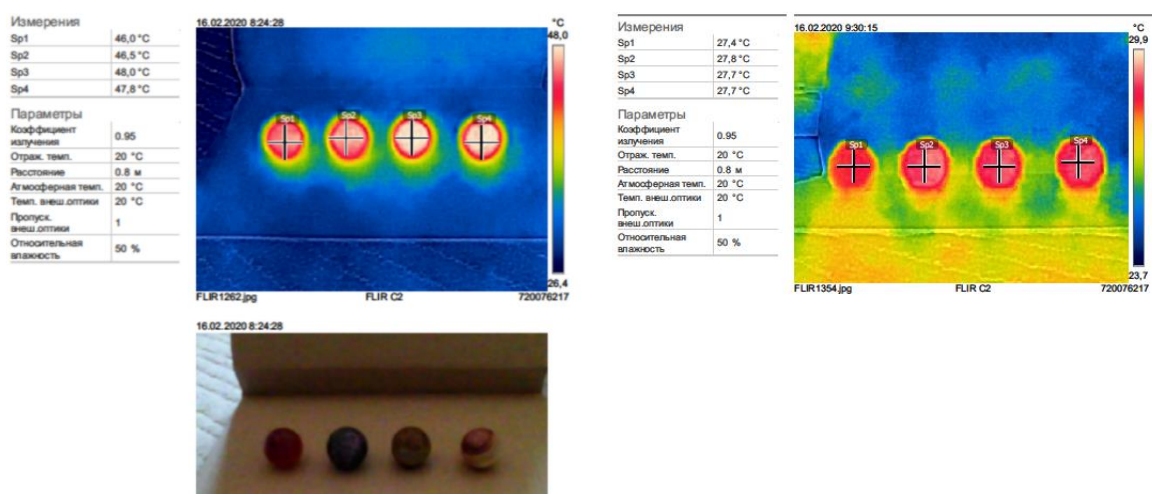 Измерения
Sp1 46,0 °C
Sp2 46,5 °C
Sp3 48,0 °C
Sp4 47,8 °C
Параметры
Коэффициент
излучения 0.95
Отраж. темп. 20 °C
Расстояние 0.8 м
Атмосферная темп. 20 °C
Темп. внеш.оптики 20 °C
Пропуск.
внеш.оптики 1
Относительная
влажность 50 %
16.02.2020 8:24:28 °C
48,0
Sp1 Sp2 Sp3 Sp4
26,4
FLIR1262.jpg FLIR C2 720076217
16.02.2020 8:24:28
Измерения
Sp1 27,4 °C
Sp2 27,8 °C
Sp3 27,7 °C
Sp4 27,7 °C
Параметры
Коэффициент
излучения 0.95
Отраж. темп. 20 °C
Расстояние 0.8 м
Атмосферная темп. 20 °C
Темп. внеш.оптики 20 °C
Пропуск.
внеш.оптики 1
Относительная
влажность 50 %
16.02.2020 9:30:15 °C
29,9
Sp1 Sp2 Sp3 Sp4
23,7
FLIR1354.jpg FLIR C2 720076217